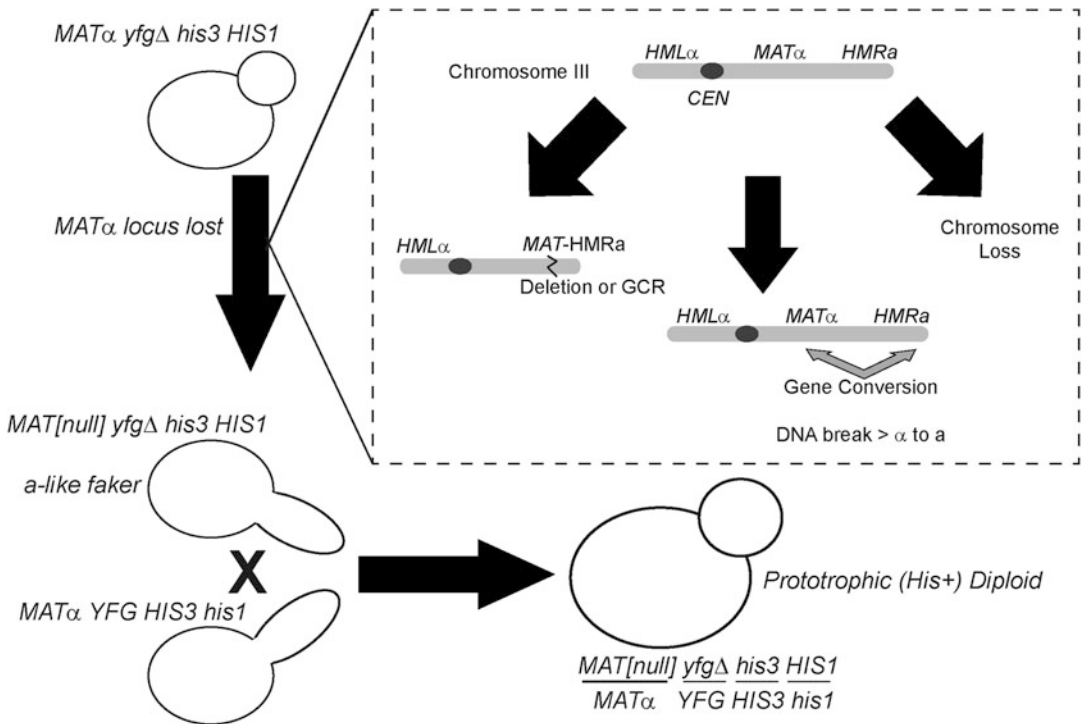 MATα yfgΔ his3 HIS1
MATα locus lost
MAT[null] yfgΔ his3 HIS1
a-like faker
X
MATα YFG HIS3 his1
Chromosome III
HMLα MATα HMRa
CEN
HMLα MAT-HMRa
Deletion or GCR
Chromosome
Loss
HMLα MATα HMRa
Gene Conversion
DNA break > α to a
Prototrophic (His+) Diploid
MAT[null] yfgΔ his3 HIS1
MATα YFG HIS3 his1